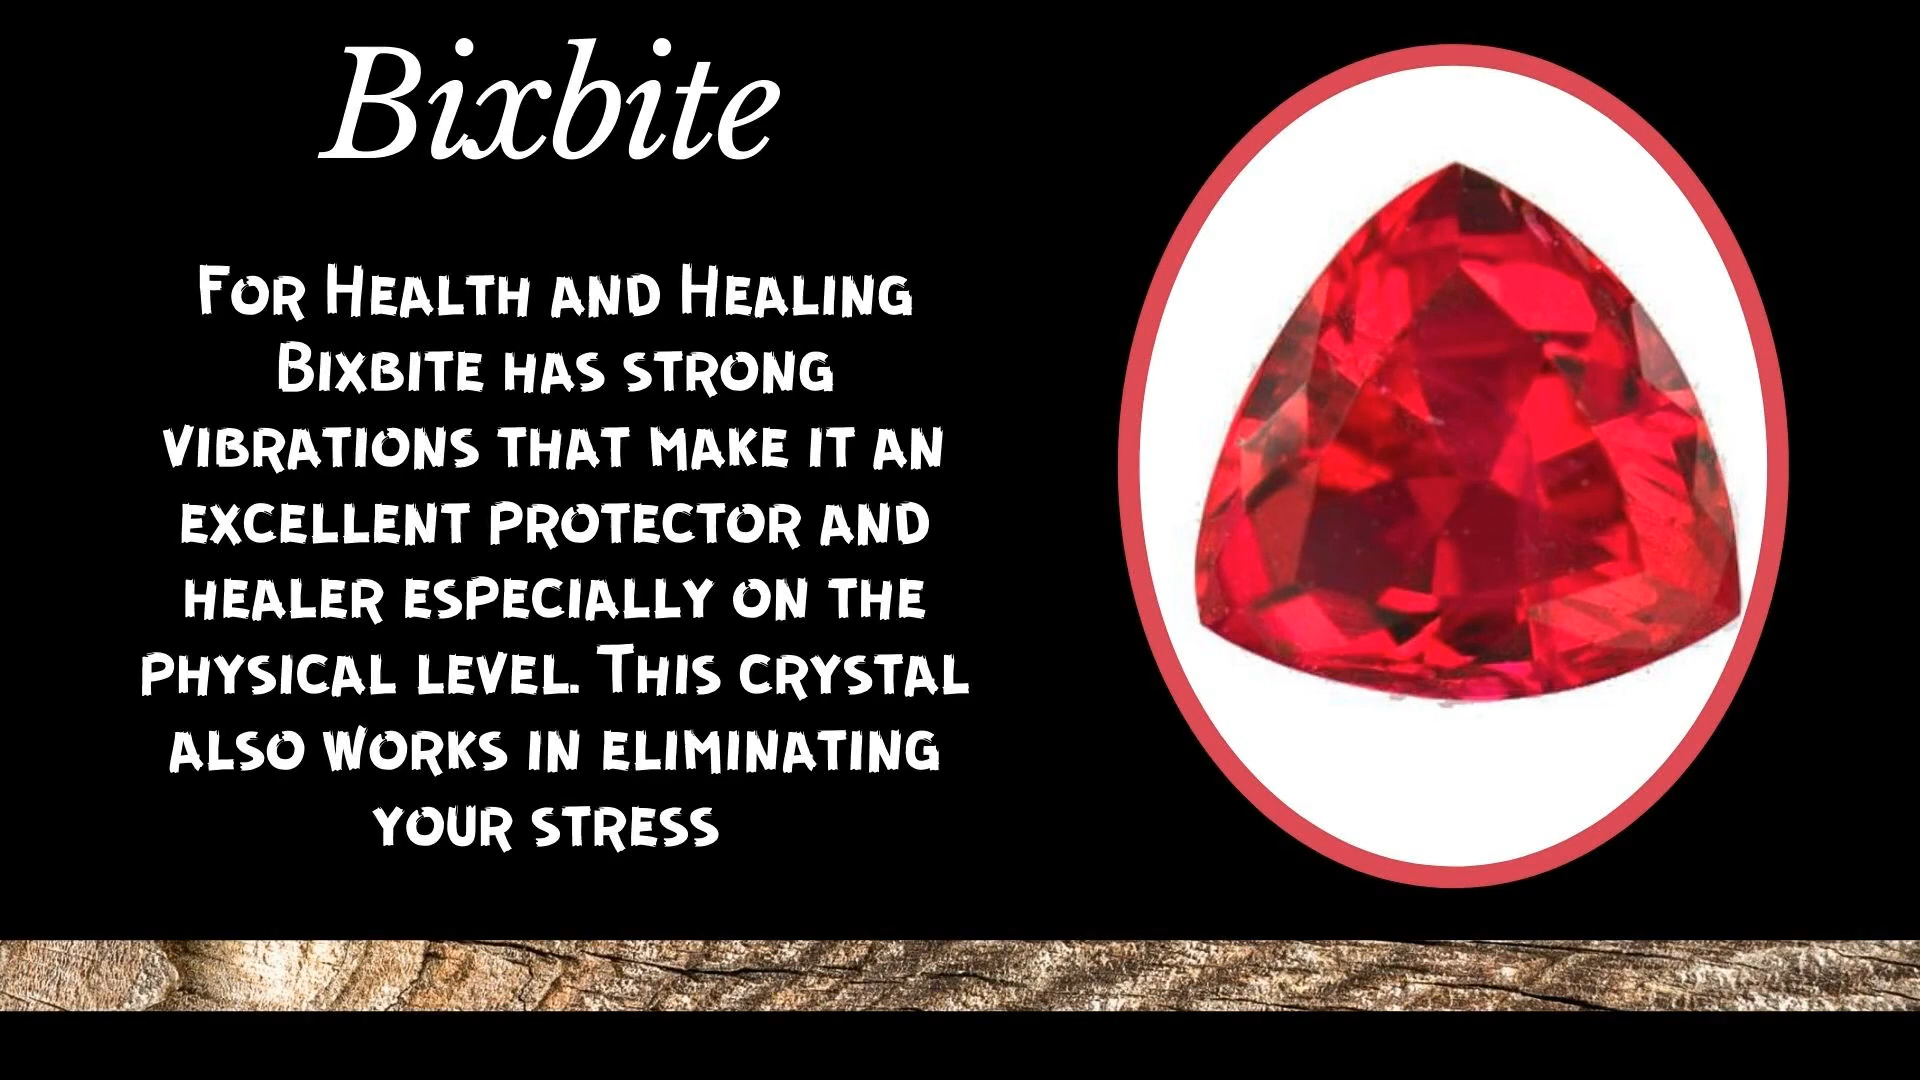 Bixbite
For Health and Healing
Bixbite has strong
vibrations that make it an
excellent protector and
healer especially on the
physical level. This crystal
also works in eliminating
your stress